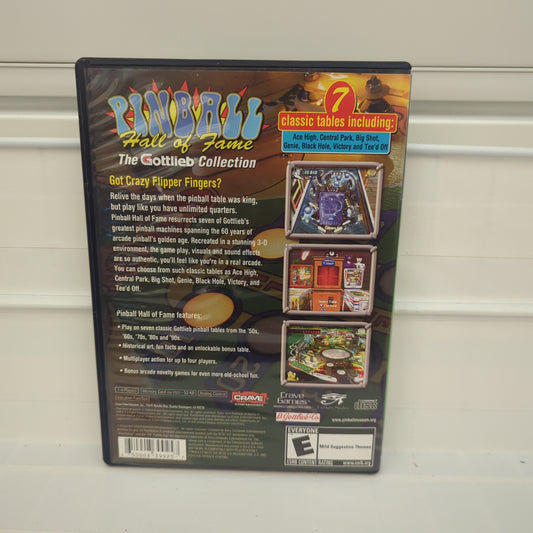 PINBALL
Hall of Fame
The Gottlieb Collection
7
classic tables including:
Ace High, Central Park, Big Shot,
Genie, Black Hole, Victory and Tee'd Off
Got Crazy Flipper Fingers?
Relive the days when the pinball table was king,
but play like you have unlimited quarters.
Pinball Hall of Fame resurrects seven of Gottlieb's
greatest pinball machines spanning the 60 years of
arcade pinball's golden age. Recreated in a stunning 3-D
environment, the game play, visuals and sound effects
are so authentic, you'll feel like you're in a real arcade.
You can choose from such classic tables as Ace High,
Central Park, Big Shot, Genie, Black Hole, Victory, and
Tee'd Off.
Pinball Hall of Fame features:
• Play on seven classic Gottlieb pinball tables from the '50s,
'60s, '70s, '80s and '90s.
• Historical art, fun facts and an unlockable bonus table.
• Multiplayer action for up to four players.
• Bonus arcade novelty games for even more old-school fun.
CRAVE
Crave
Games
D. Gottlieb & Co.
www.pinballmuseum.org
EVERYONE
E
Mild Suggestive Themes
ESRB CONTENT RATING
www.esrb.org